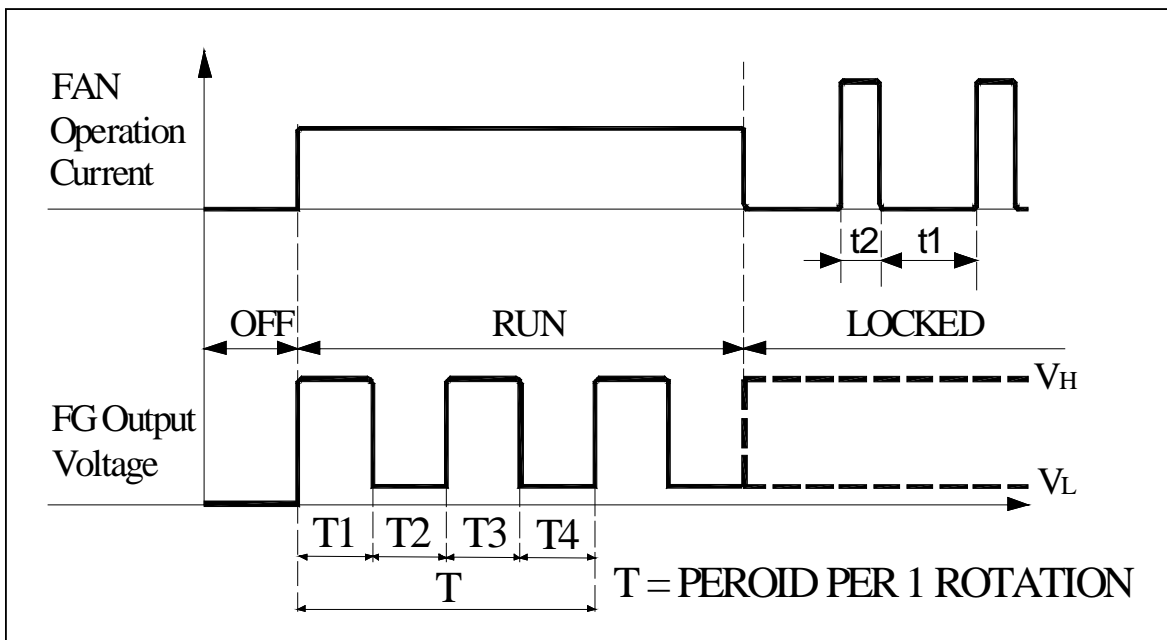 FAN
Operation
Current
t2
t1
OFF
RUN
LOCKED
VH
FG Output
Voltage
VL
T1
T2
T3
T4
T
T = PEROID PER 1 ROTATION